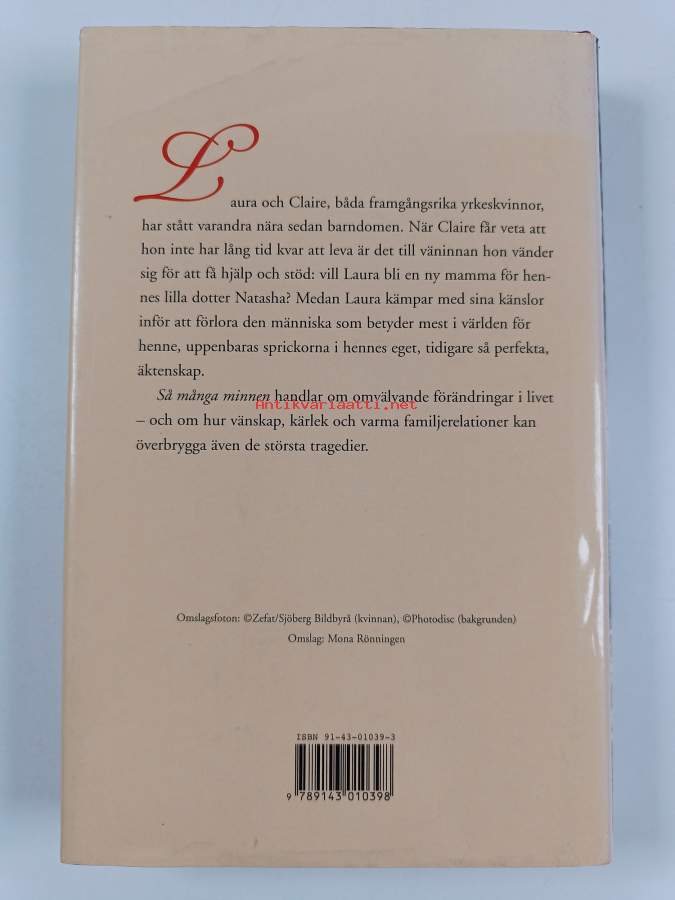 Laura och Claire, båda framgångsrika yrkeskvinnor,
har stått varandra nära sedan barndomen. När Claire får veta att
hon inte har lång tid kvar att leva är det till väninnan hon vänder
sig för att få hjälp och stöd: vill Laura bli en ny mamma för hen-
nes lilla dotter Natasha? Medan Laura kämpar med sina känslor
inför att förlora den människa som betyder mest i världen för
henne, uppenbaras sprickorna i hennes eget, tidigare så perfekta,
äktenskap.
Så många minnen handlar om omvälvande förändringar i livet
Antikvariaatti.net
– och om hur vänskap, kärlek och varma familjerelationer kan
överbrygga även de största tragedier.
Omslagsfoton: ©Zefat/Sjöberg Bildbyrå (kvinnan), ©Photodisc (bakgrunden)
Omslag: Mona Rönningen
ISBN 91-43-01039-3
9 789143 010398